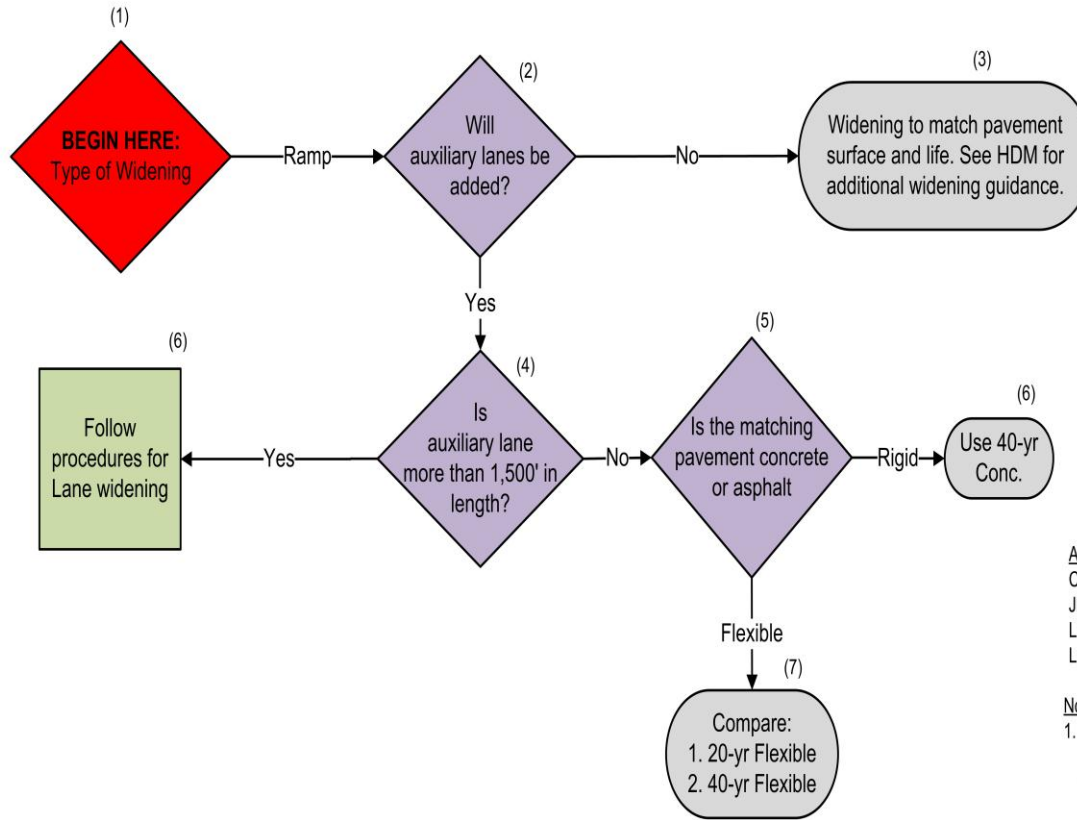 (1)
BEGIN HERE:
Type of Widening
Ramp
(2)
Will
auxiliary lanes be
added?
No
(3)
Widening to match pavement
surface and life. See HDM for
additional widening guidance.
Yes
(6)
Follow
procedures for
Lane widening
Yes
(4)
Is
auxiliary lane
more than 1,500' in
length?
No
(5)
Is the matching
pavement concrete
or asphalt
Rigid
(6)
Use 40-yr
Conc.
Flexible
(7)
Compare:
1. 20-yr Flexible
2. 40-yr Flexible
1.